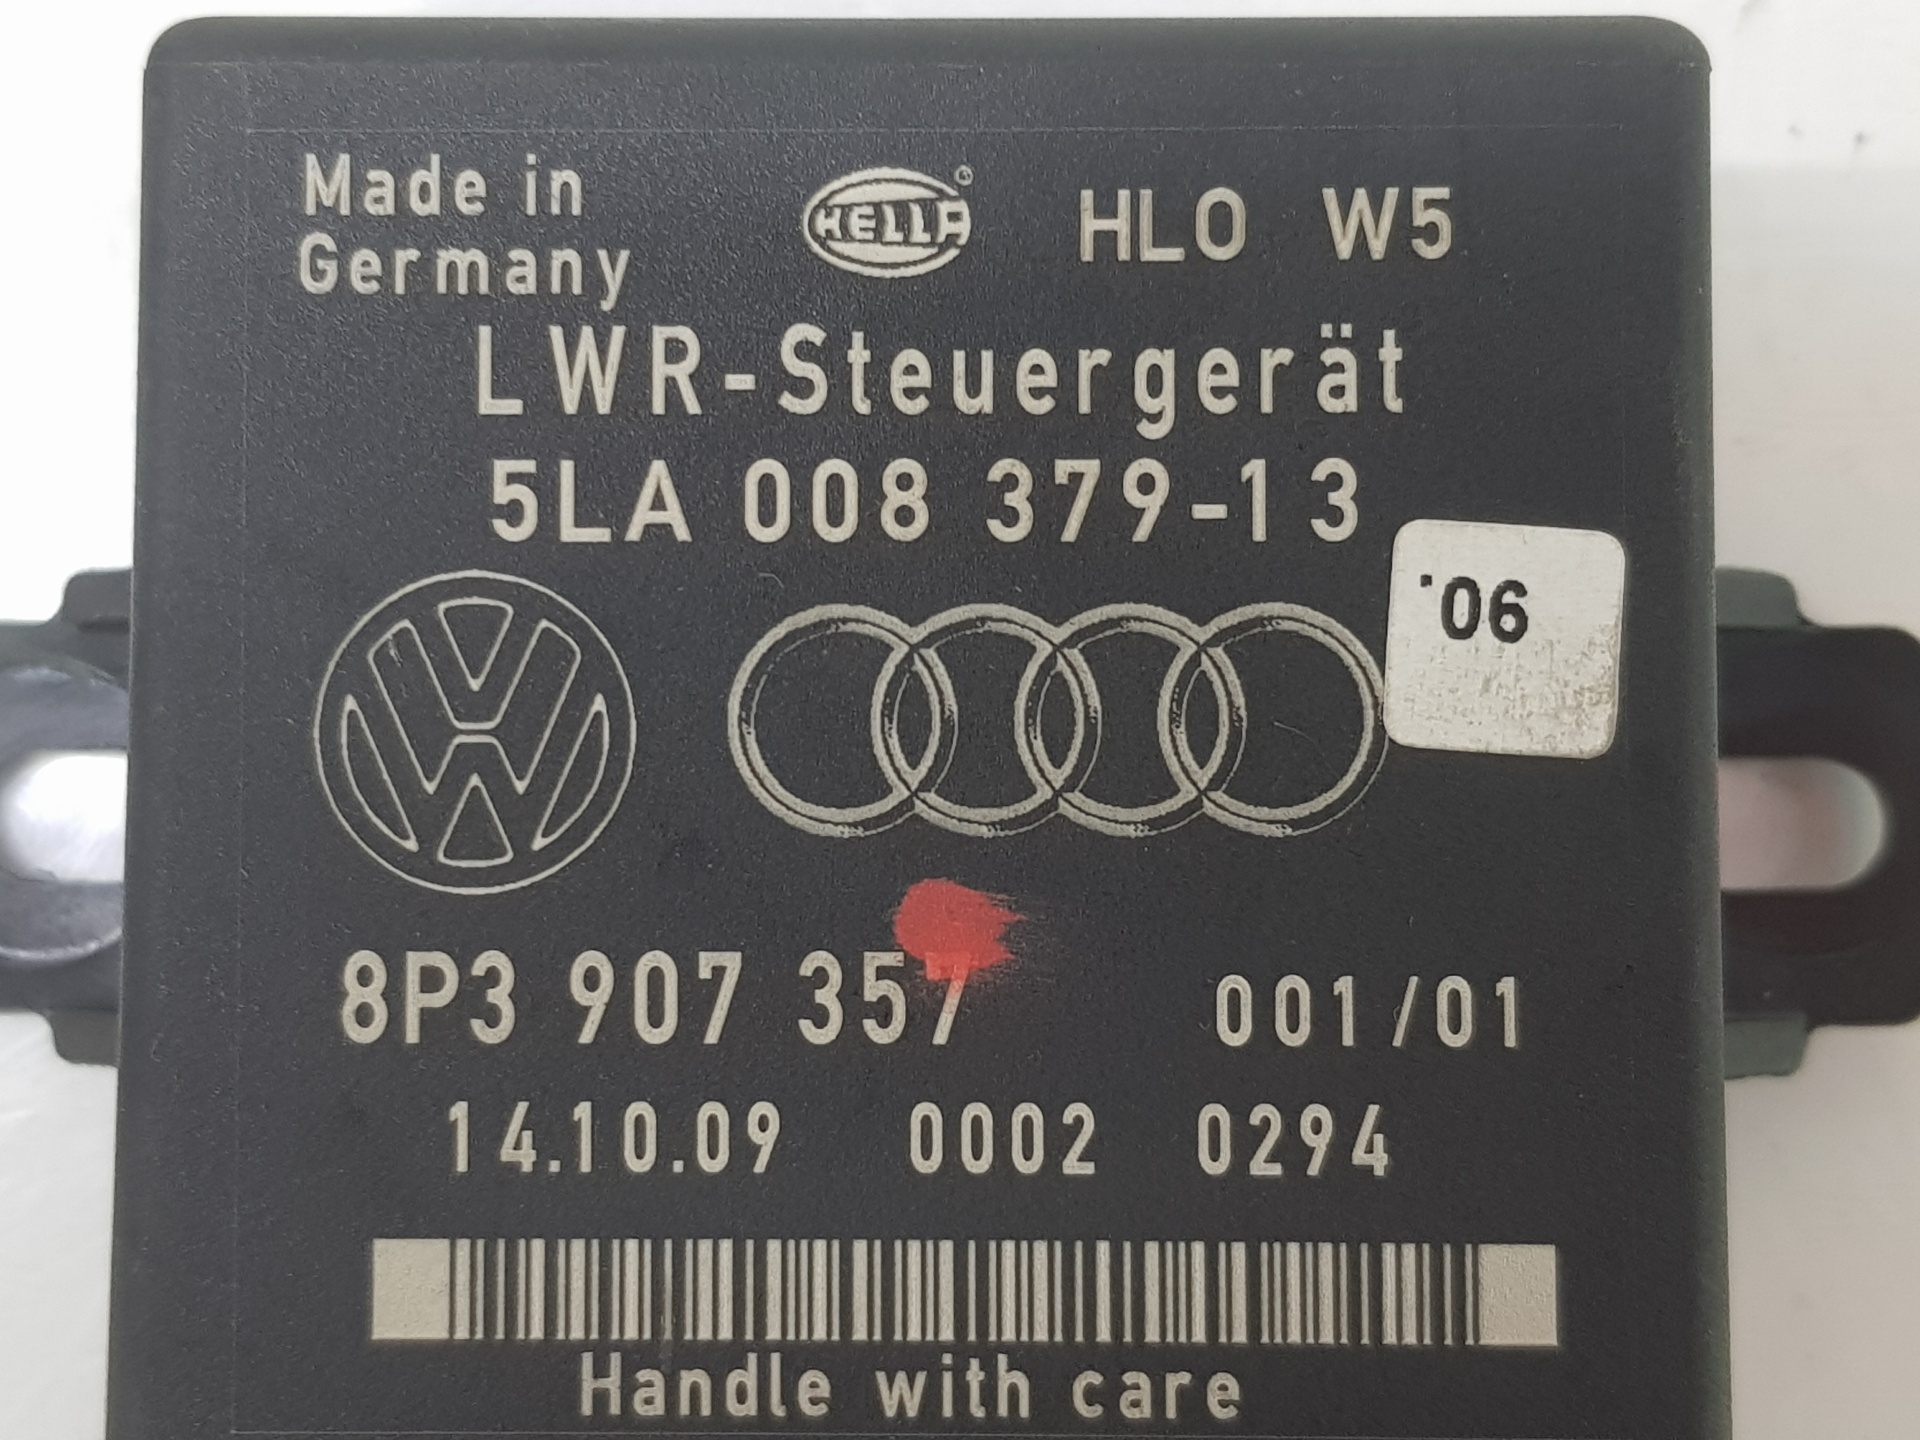 Made in
Germany
HELLA®
HLO W5
LWR-Steuergerät
5LA 008 379-13
'06
8P3 907 357 001/01
14.10.09 0002 0294
Handle with care